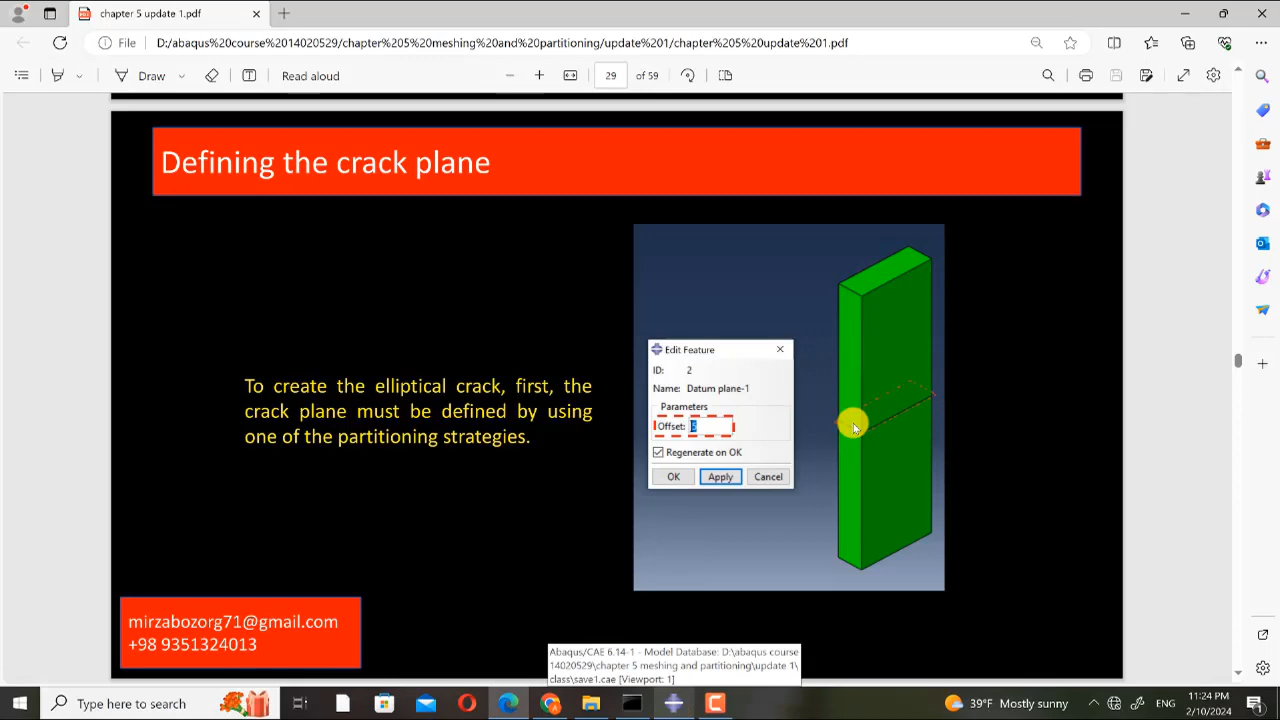 chapter 5 update 1.pdf
File
D:/abaqus%20course%2014020529/chapter%205%20meshing%20and%20partitioning/update%201/chapter%205%20update%201.pdf
Draw
Read aloud
29
of 59
Defining the crack plane
To create the elliptical crack, first, the
crack plane must be defined by using
one of the partitioning strategies.
Edit Feature
ID: 2
Name: Datum plane-1
Parameters
Offset:
Regenerate on OK
OK
Apply
Cancel
mirzabozorg71@gmail.com
+98 9351324013
Abaqus/CAE 6.14-1 - Model Database: D:\abaqus course
14020529\chapter 5 meshing and partitioning\update 1\
class\save1.cae [Viewport: 1]
Type here to search
39°F Mostly sunny
ENG
11:24 PM
2/10/2024